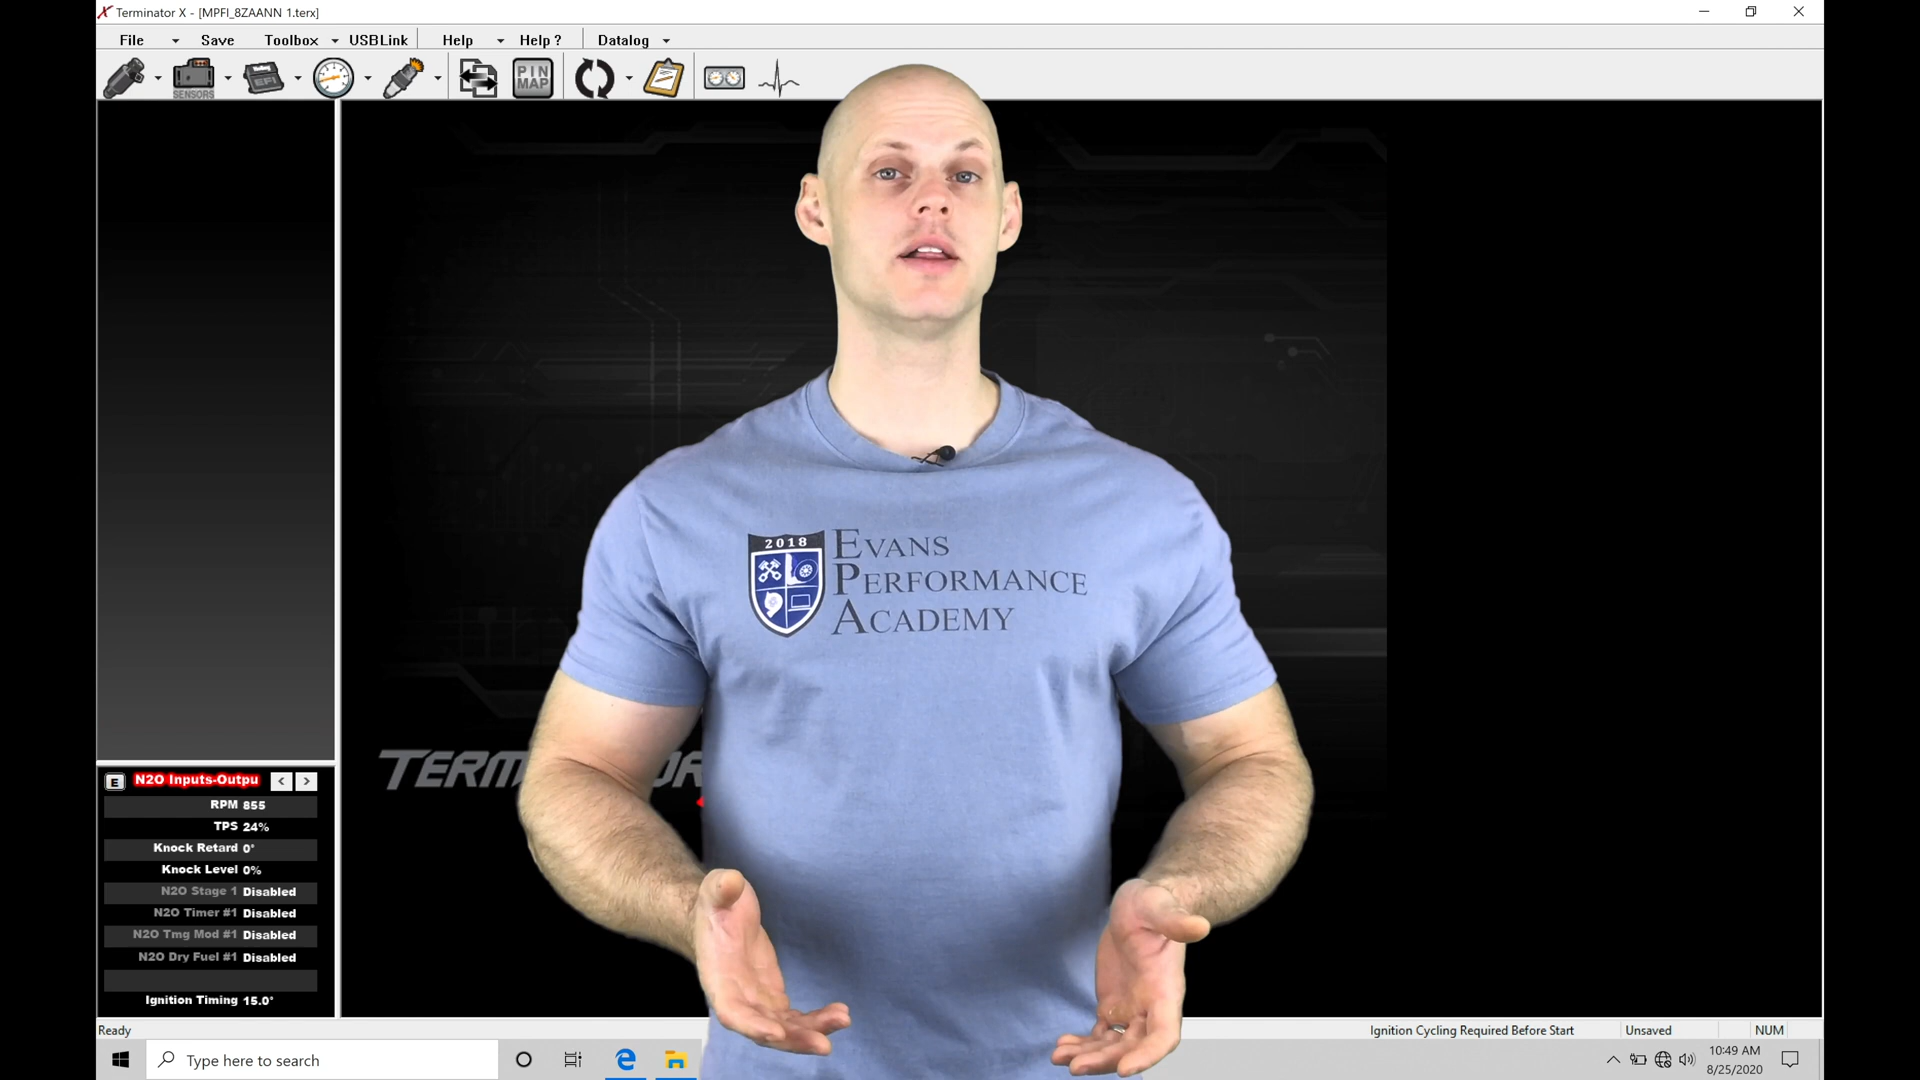 Terminator X - [MPFI_8ZAANN 1.terx]
File Save Toolbox USBLink Help Help ? Datalog
SENSORS
EFI
PIN MAP
2018
EVANS
PERFORMANCE
ACADEMY
E N2O Inputs-Outpu < >
RPM 855
TPS 24%
Knock Retard 0°
Knock Level 0%
N2O Stage 1 Disabled
N2O Timer #1 Disabled
N2O Tmg Mod #1 Disabled
N2O Dry Fuel #1 Disabled
Ignition Timing 15.0°
Ready Ignition Cycling Required Before Start Unsaved NUM
Type here to search
10:49 AM
8/25/2020